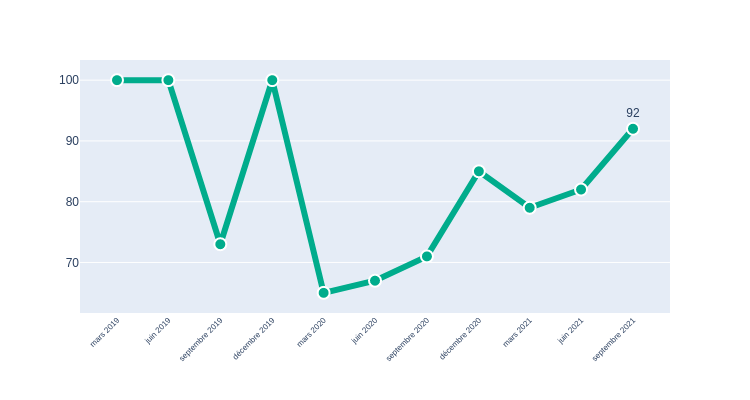 100
90
80
70
92
mars 2019
juin 2019
septembre 2019
décembre 2019
mars 2020
juin 2020
septembre 2020
décembre 2020
mars 2021
juin 2021
septembre 2021